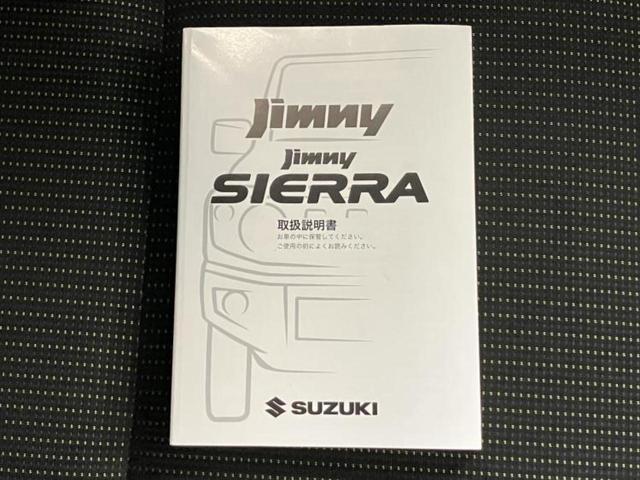 Jimny
Jimny
SIERRA
取扱説明書
お車の中に保管してください。
ご使用の前によくお読みください。
SUZUKI